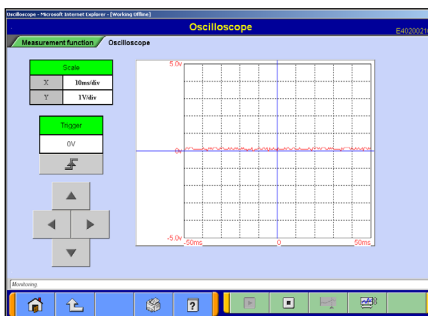 Oscilloscope - Microsoft Internet Explorer - [Working Offline]
Oscilloscope
E4020021
Measurement function
Oscilloscope
Scale
X 10ms/div
Y 1V/div
Trigger
0V
5.0v
0v
-5.0v
-50ms 0 50ms
Monitoring
?